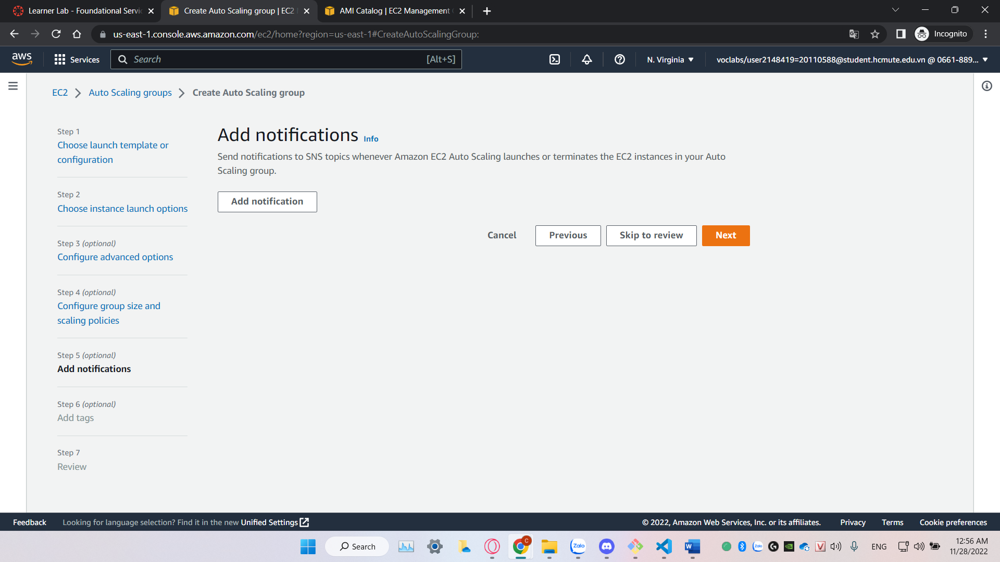 Learner Lab - Foundational Servic
Create Auto Scaling group | EC2
AMI Catalog | EC2 Management
us-east-1.console.aws.amazon.com/ec2/home?region=us-east-1#CreateAutoScalingGroup:
Incognito
aws
Services
Search
[Alt+S]
N. Virginia
voclabs/user2148419=20110588@student.hcmute.edu.vn @ 0661-889...
EC2
Auto Scaling groups
Create Auto Scaling group
Step 1
Choose launch template or
configuration
Step 2
Choose instance launch options
Step 3 (optional)
Configure advanced options
Step 4 (optional)
Configure group size and
scaling policies
Step 5 (optional)
Add notifications
Step 6 (optional)
Add tags
Step 7
Review
Add notifications Info
Send notifications to SNS topics whenever Amazon EC2 Auto Scaling launches or terminates the EC2 instances in your Auto
Scaling group.
Add notification
Cancel
Previous
Skip to review
Next
Feedback
Looking for language selection? Find it in the new Unified Settings
© 2022, Amazon Web Services, Inc. or its affiliates.
Privacy
Terms
Cookie preferences
Search
C
Zalo
W
Zalo
V
ENG
12:56 AM
11/28/2022